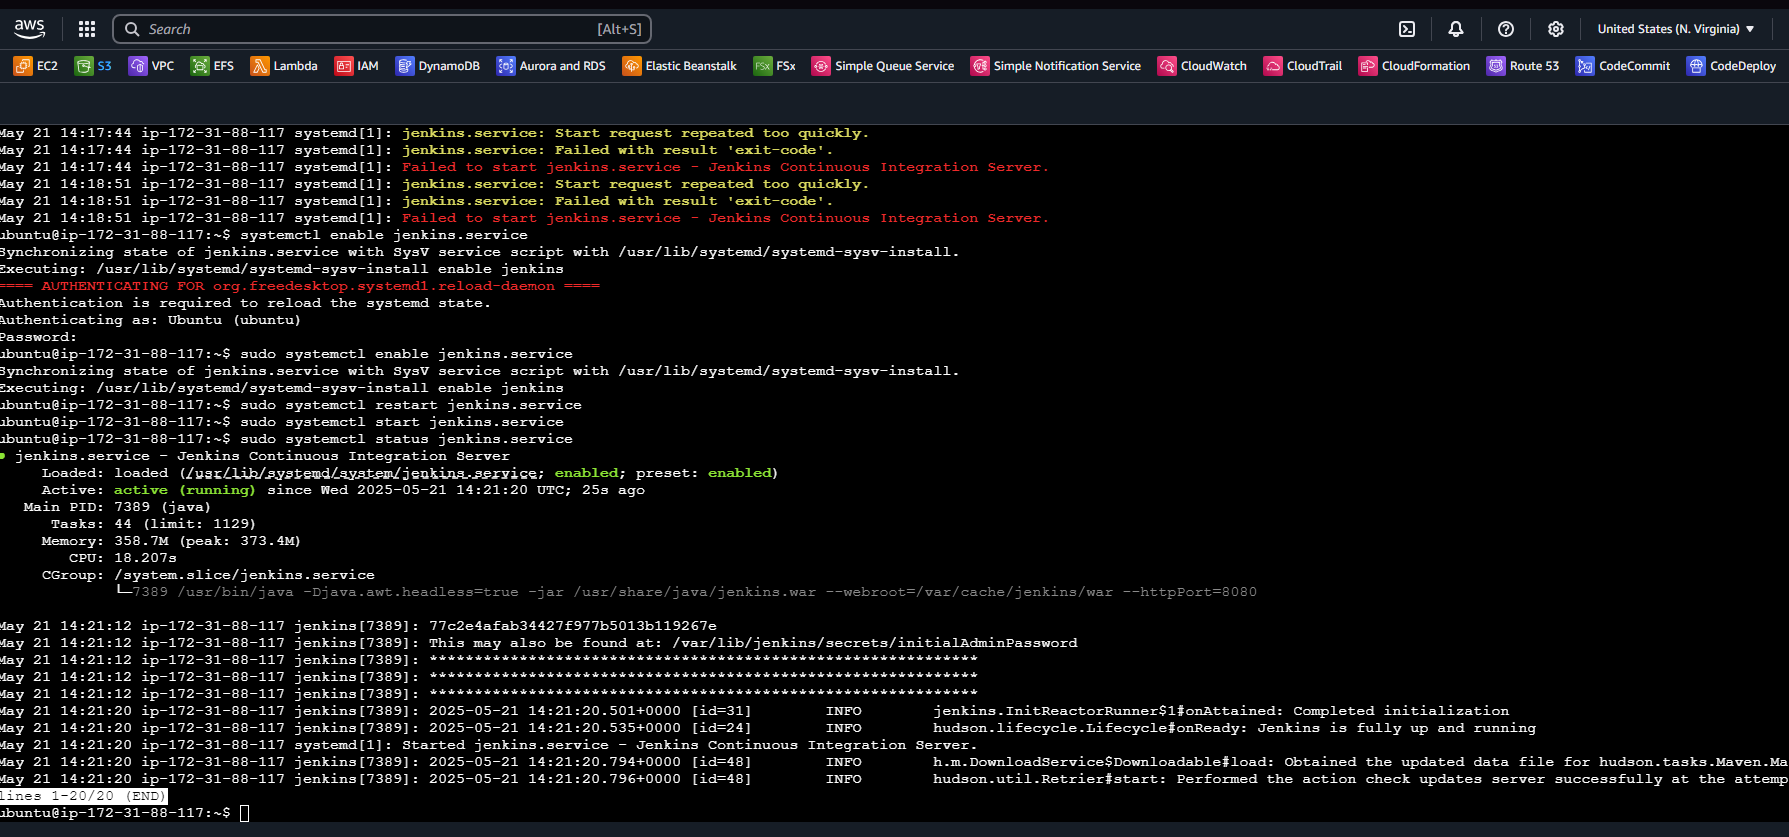 aws
Search [Alt+S]
United States (N. Virginia)
EC2 S3 VPC EFS Lambda IAM DynamoDB Aurora and RDS Elastic Beanstalk FSx FSx Simple Queue Service Simple Notification Service CloudWatch CloudTrail CloudFormation Route 53 CodeCommit CodeDeploy
May 21 14:17:44 ip-172-31-88-117 systemd[1]: jenkins.service: Start request repeated too quickly.
May 21 14:17:44 ip-172-31-88-117 systemd[1]: jenkins.service: Failed with result 'exit-code'.
May 21 14:17:44 ip-172-31-88-117 systemd[1]: Failed to start jenkins.service - Jenkins Continuous Integration Server.
May 21 14:18:51 ip-172-31-88-117 systemd[1]: jenkins.service: Start request repeated too quickly.
May 21 14:18:51 ip-172-31-88-117 systemd[1]: jenkins.service: Failed with result 'exit-code'.
May 21 14:18:51 ip-172-31-88-117 systemd[1]: Failed to start jenkins.service - Jenkins Continuous Integration Server.
ubuntu@ip-172-31-88-117:~$ systemctl enable jenkins.service
Synchronizing state of jenkins.service with SysV service script with /usr/lib/systemd/systemd-sysv-install.
Executing: /usr/lib/systemd/systemd-sysv-install enable jenkins
==== AUTHENTICATING FOR org.freedesktop.systemd1.reload-daemon ====
Authentication is required to reload the systemd state.
Authenticating as: Ubuntu (ubuntu)
Password:
ubuntu@ip-172-31-88-117:~$ sudo systemctl enable jenkins.service
Synchronizing state of jenkins.service with SysV service script with /usr/lib/systemd/systemd-sysv-install.
Executing: /usr/lib/systemd/systemd-sysv-install enable jenkins
ubuntu@ip-172-31-88-117:~$ sudo systemctl restart jenkins.service
ubuntu@ip-172-31-88-117:~$ sudo systemctl start jenkins.service
ubuntu@ip-172-31-88-117:~$ sudo systemctl status jenkins.service
● jenkins.service - Jenkins Continuous Integration Server
Loaded: loaded (/usr/lib/systemd/system/jenkins.service; enabled; preset: enabled)
Active: active (running) since Wed 2025-05-21 14:21:20 UTC; 25s ago
Main PID: 7389 (java)
Tasks: 44 (limit: 1129)
Memory: 358.7M (peak: 373.4M)
CPU: 18.207s
CGroup: /system.slice/jenkins.service
└─7389 /usr/bin/java -Djava.awt.headless=true -jar /usr/share/java/jenkins.war --webroot=/var/cache/jenkins/war --httpPort=8080
May 21 14:21:12 ip-172-31-88-117 jenkins[7389]: 77c2e4afab34427f977b5013b119267e
May 21 14:21:12 ip-172-31-88-117 jenkins[7389]: This may also be found at: /var/lib/jenkins/secrets/initialAdminPassword
May 21 14:21:12 ip-172-31-88-117 jenkins[7389]: *************************************************************
May 21 14:21:12 ip-172-31-88-117 jenkins[7389]: *************************************************************
May 21 14:21:12 ip-172-31-88-117 jenkins[7389]: *************************************************************
May 21 14:21:20 ip-172-31-88-117 jenkins[7389]: 2025-05-21 14:21:20.501+0000 [id=31] INFO jenkins.InitReactorRunner$1#onAttained: Completed initialization
May 21 14:21:20 ip-172-31-88-117 jenkins[7389]: 2025-05-21 14:21:20.535+0000 [id=24] INFO hudson.lifecycle.Lifecycle#onReady: Jenkins is fully up and running
May 21 14:21:20 ip-172-31-88-117 systemd[1]: Started jenkins.service - Jenkins Continuous Integration Server.
May 21 14:21:20 ip-172-31-88-117 jenkins[7389]: 2025-05-21 14:21:20.794+0000 [id=48] INFO h.m.DownloadService$Downloadable#load: Obtained the updated data file for hudson.tasks.Maven.Ma
May 21 14:21:20 ip-172-31-88-117 jenkins[7389]: 2025-05-21 14:21:20.796+0000 [id=48] INFO hudson.util.Retrier#start: Performed the action check updates server successfully at the attemp
lines 1-20/20 (END)
ubuntu@ip-172-31-88-117:~$